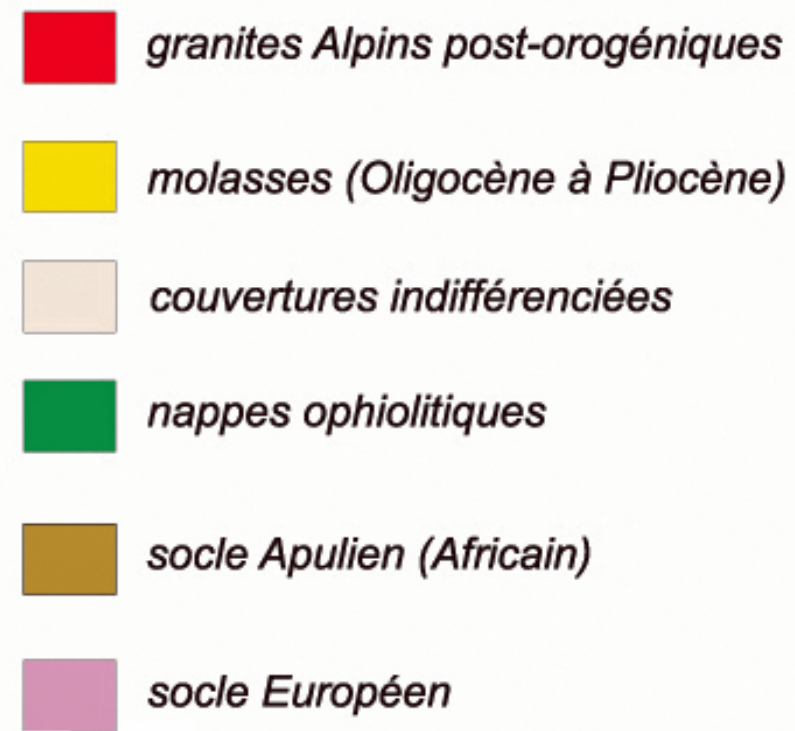 granites Alpins post-orogéniques
molasses (Oligocène à Pliocène)
couvertures indifférenciées
nappes ophiolitiques
socle Apulien (Africain)
socle Européen